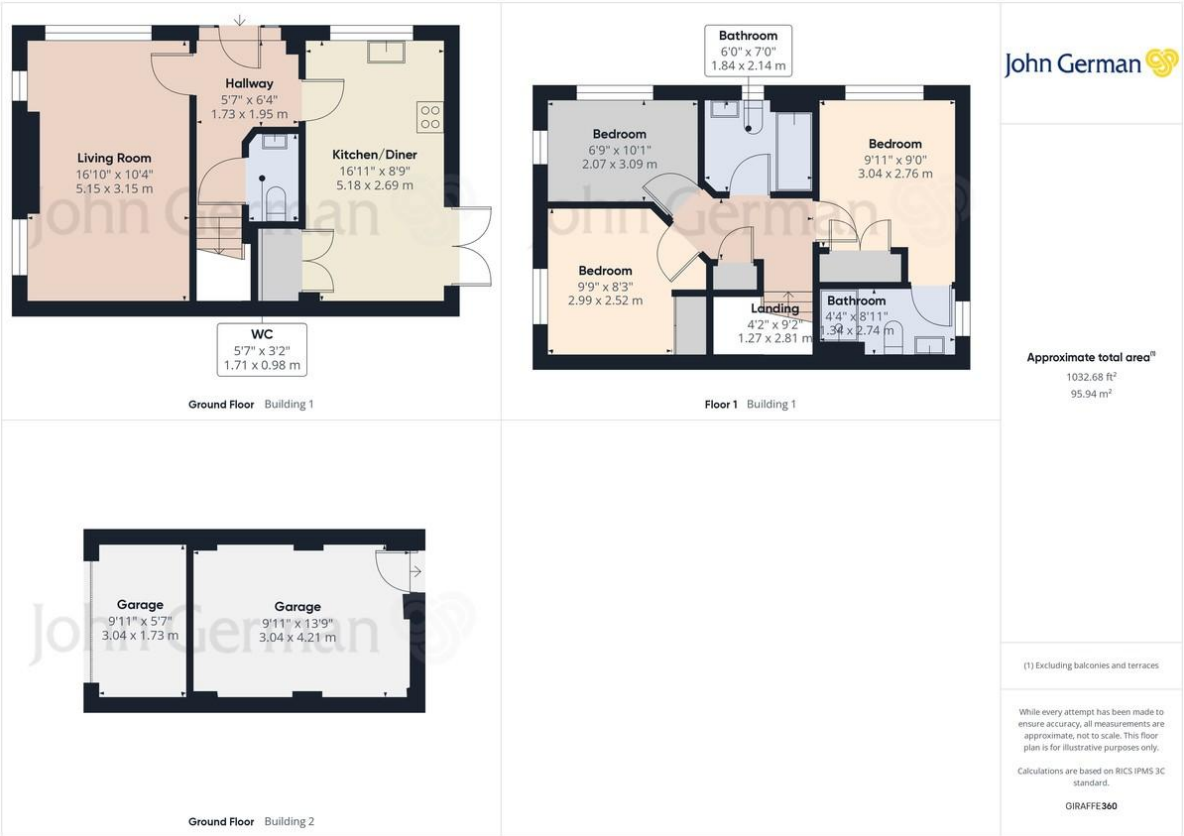 Living Room
16'10" x 10'4"
5.15 x 3.15 m
Hallway
5'7" x 6'4"
1.73 x 1.95 m
Kitchen/Diner
16'11" x 8'9"
5.18 x 2.69 m
WC
5'7" x 3'2"
1.71 x 0.98 m
John German
Ground Floor Building 1
Bathroom
6'0" x 7'0"
1.84 x 2.14 m
Bedroom
6'9" x 10'1"
2.07 x 3.09 m
Bedroom
9'11" x 9'0"
3.04 x 2.76 m
Bedroom
9'9" x 8'3"
2.99 x 2.52 m
Landing
4'2" x 9'2"
1.27 x 2.81 m
Bathroom
4'4" x 8'11"
1.34 x 2.74 m
John German
Floor 1 Building 1
Garage
9'11" x 5'7"
3.04 x 1.73 m
Garage
9'11" x 13'9"
3.04 x 4.21 m
John German
Ground Floor Building 2
John German
Approximate total area(1)
1032.68 ft²
95.94 m²
(1) Excluding balconies and terraces
While every attempt has been made to
ensure accuracy, all measurements are
approximate, not to scale. This floor
plan is for illustrative purposes only.
Calculations are based on RICS IPMS 3C
standard.
GIRAFFE360